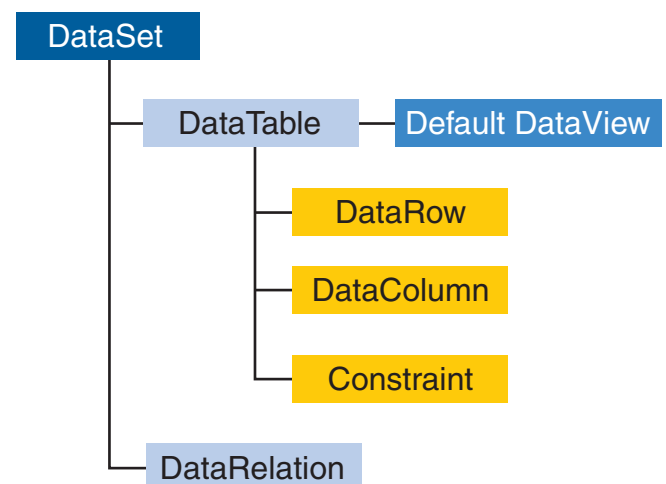 DataSet
DataTable
Default DataView
DataRow
DataColumn
Constraint
DataRelation